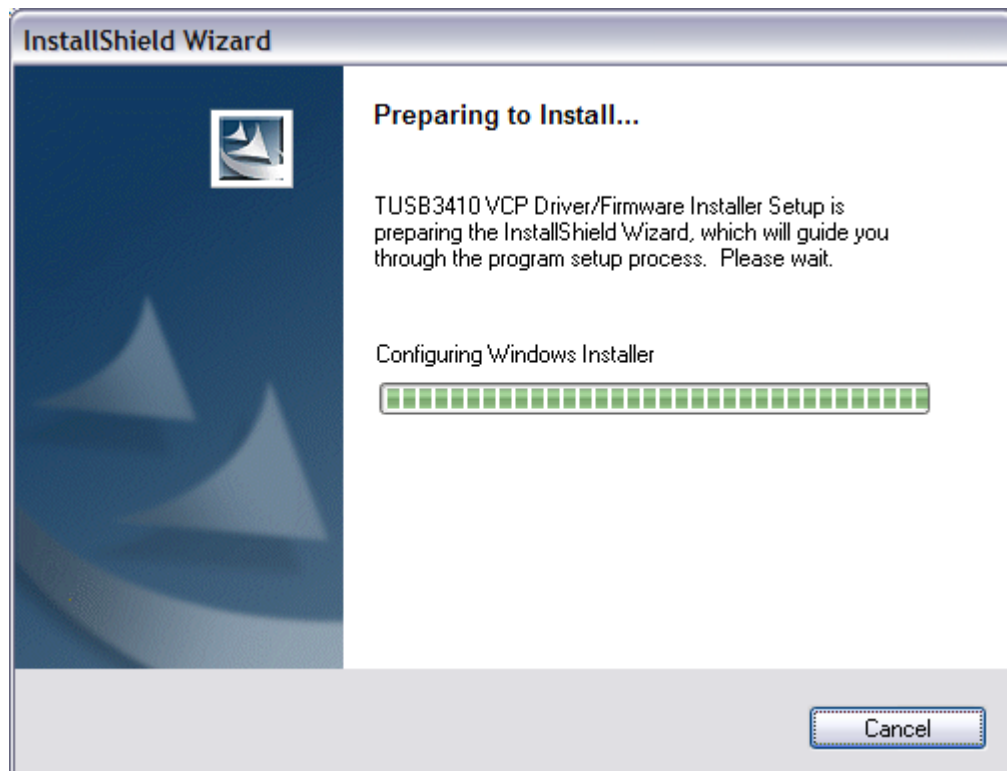 InstallShield Wizard
Preparing to Install...
TUSB3410 VCP Driver/Firmware Installer Setup is
preparing the InstallShield Wizard, which will guide you
through the program setup process.  Please wait.
Configuring Windows Installer
Cancel